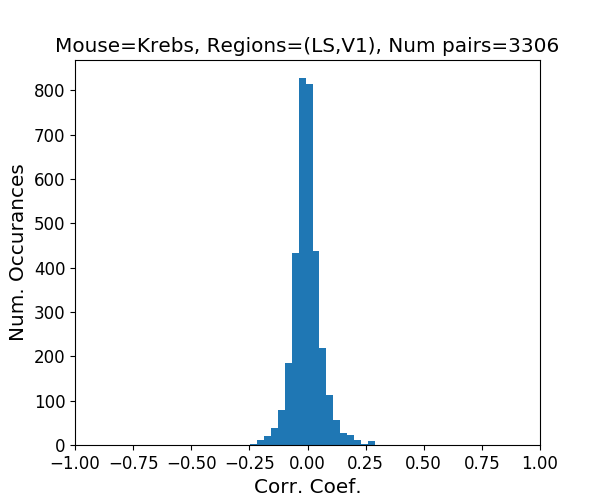 Mouse=Krebs, Regions=(LS,V1), Num pairs=3306
800
700
600
500
400
300
200
100
0
Num. Occurances
−1.00 −0.75 −0.50 −0.25 0.00 0.25 0.50 0.75 1.00
Corr. Coef.